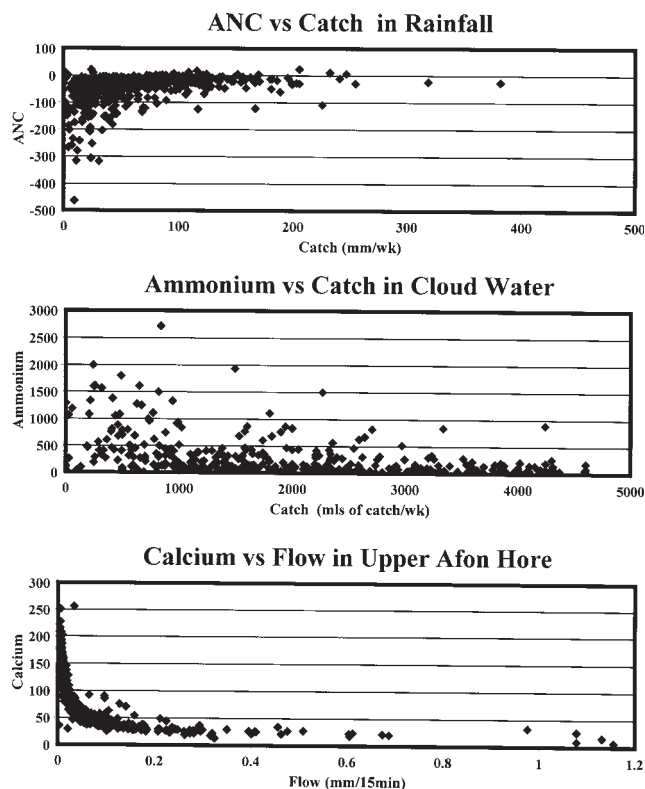 ANC vs Catch in Rainfall
100
0
-100
-200
-300
-400
-500
ANC
0 100 200 300 400 500
Catch (mm/wk)
Ammonium vs Catch in Cloud Water
3000
2500
2000
1500
1000
500
0
Ammonium
0 1000 2000 3000 4000 5000
Catch (mls of catch/wk)
Calcium vs Flow in Upper Afon Hore
300
250
200
150
100
50
0
Calcium
0 0.2 0.4 0.6 0.8 1 1.2
Flow (mm/15min)